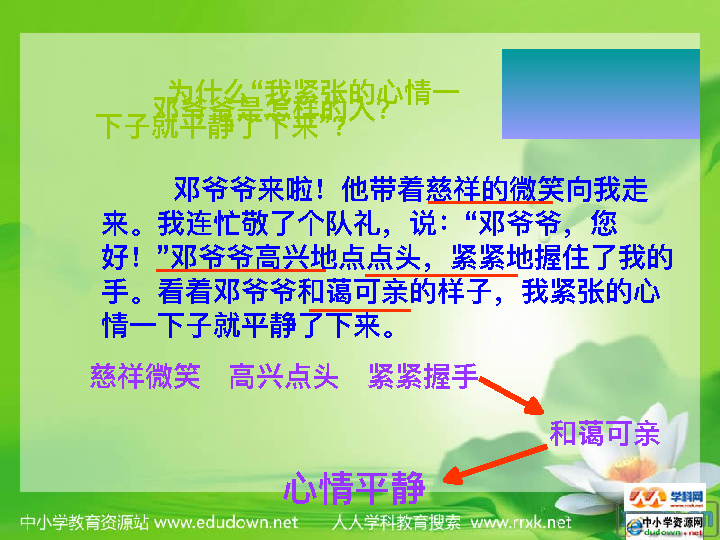 为什么“我紧张的心情一
下子就平静了下来”？
邓爷爷是怎样的人？
邓爷爷来啦！他带着慈祥的微笑向我走
来。我连忙敬了个队礼，说：“邓爷爷，您
好！”邓爷爷高兴地点点头，紧紧地握住了我的
手。看着邓爷爷和蔼可亲的样子，我紧张的心
情一下子就平静了下来。
慈祥微笑 高兴点头 紧紧握手
和蔼可亲
心情平静
学科网
www.rrxk.net
中小学教育资源站 www.edudown.net 人人学科教育搜索 www.rrxk.net
中小学资源网
edudown.net